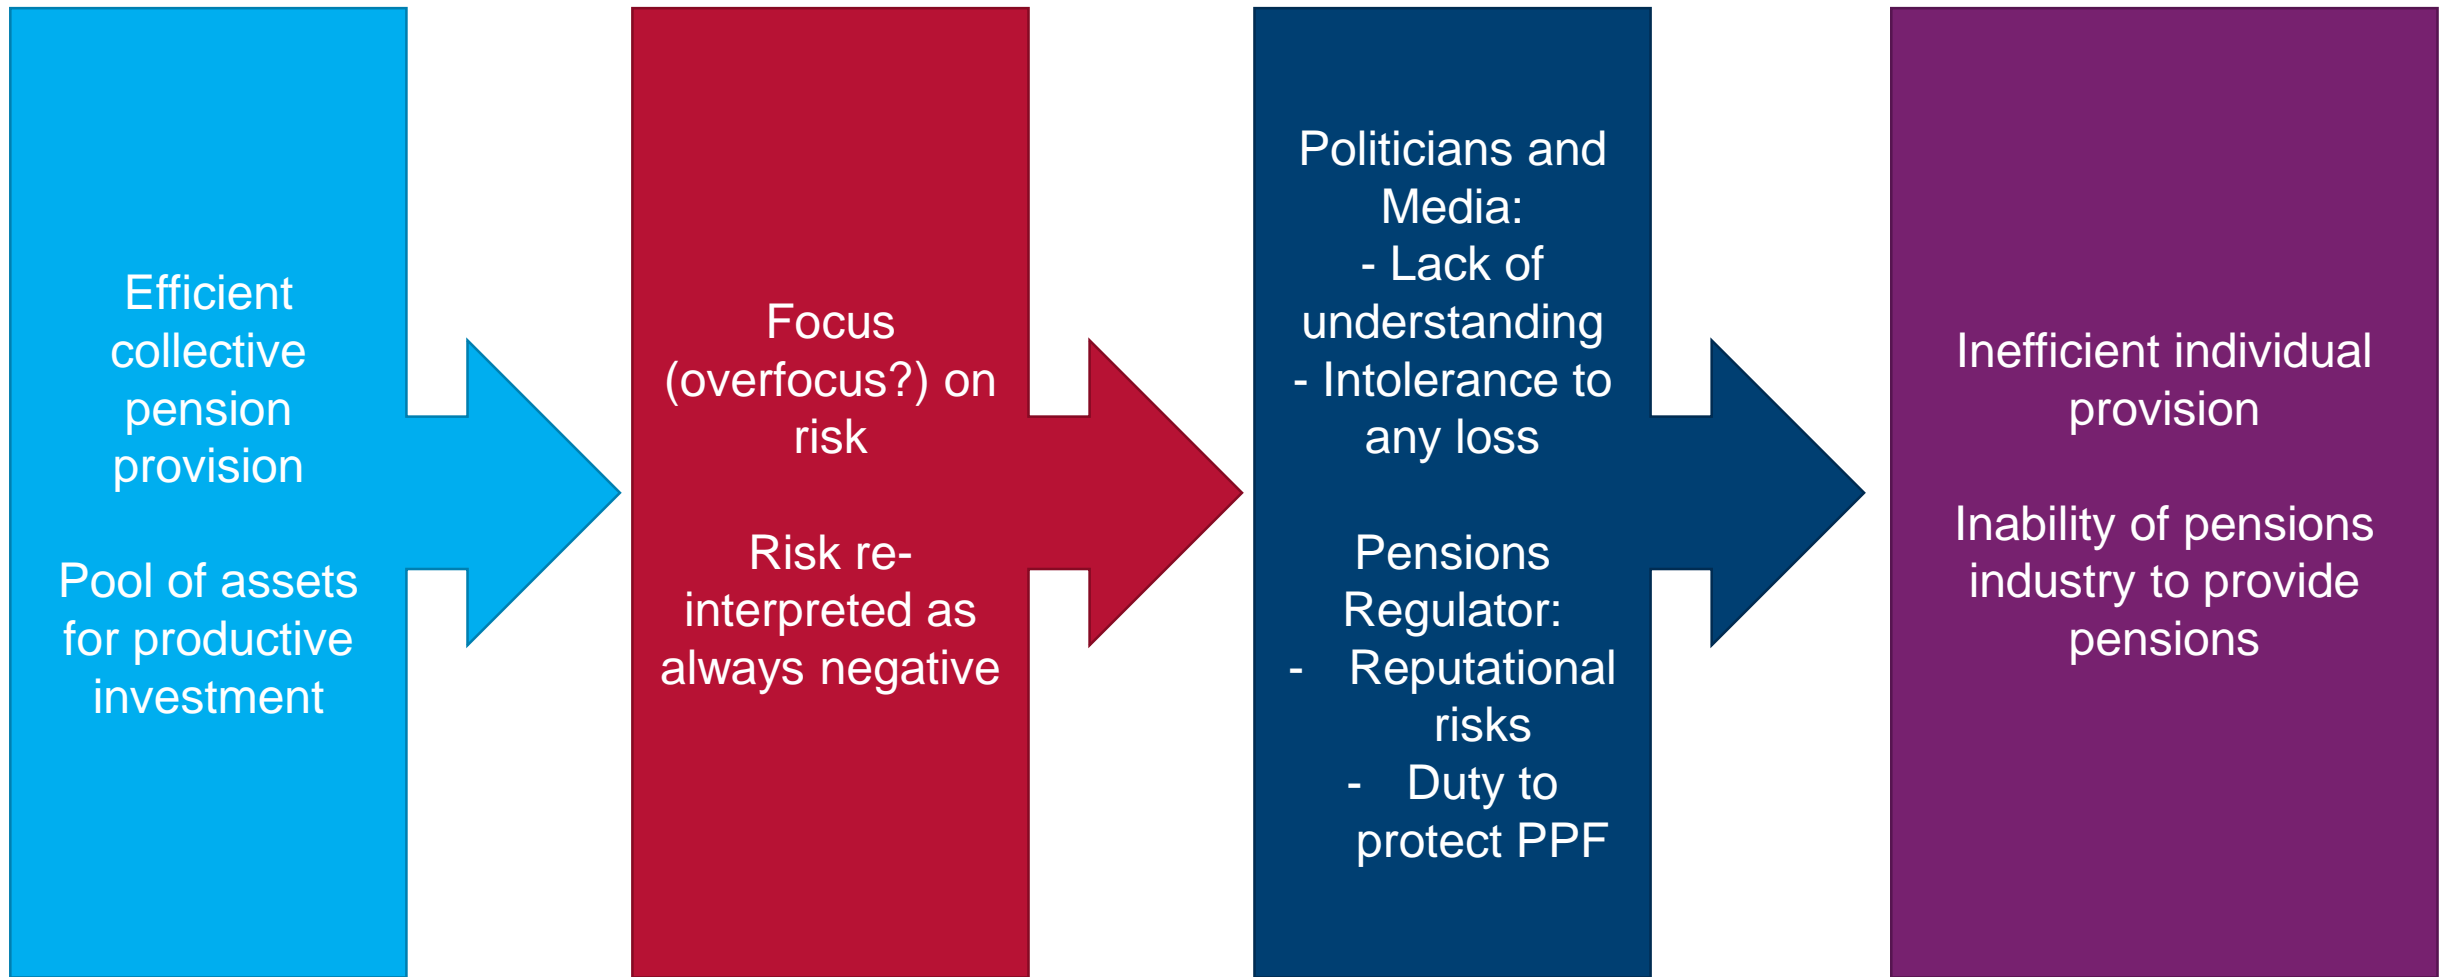 Efficient
collective
pension
provision
Pool of assets
for productive
investment
Focus
(overfocus?) on
risk
Risk re-
interpreted as
always negative
Politicians and
Media:
- Lack of
understanding
- Intolerance to
any loss
Pensions
Regulator:
- Reputational
risks
- Duty to
protect PPF
Inefficient individual
provision
Inability of pensions
industry to provide
pensions